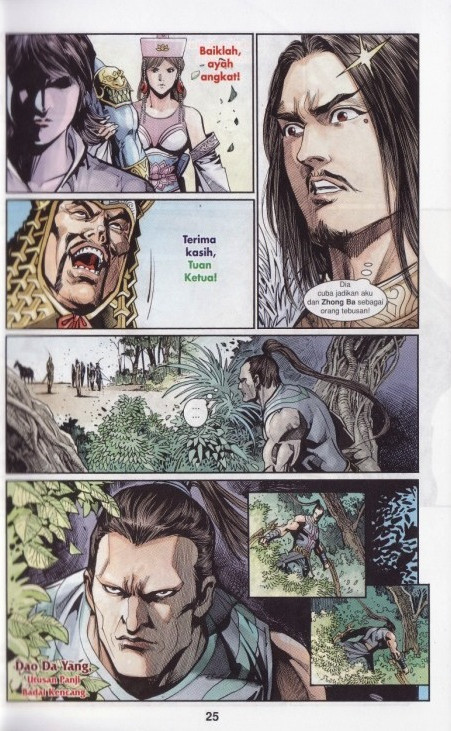 Baiklah,
ayah
angkat!
Dia
cuba jadikan aku
dan Zhong Ba sebagai
orang tebusan!
Terima
kasih,
Tuan
Ketua!
...
...
Dao Da Yang,
Utusan Panji
Badai Kencang
25